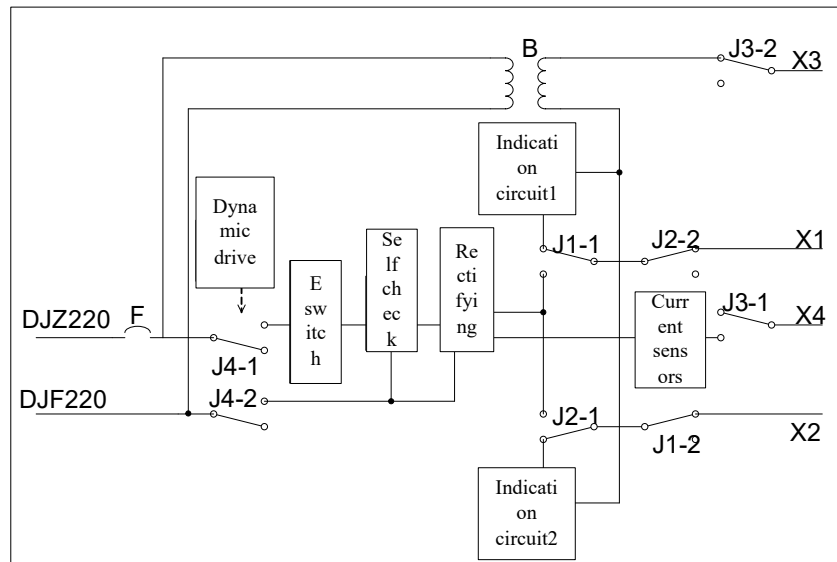 B
J3-2
X3
Indicati
on
circuit1
Dyna
mic
drive
Se
lf
ch
ec
k
Re
cti
fyi
ng
J1-1
J2-2
X1
E
sw
itc
h
Curr
ent
sens
ors
J3-1
X4
DJZ220
F
J4-1
DJF220
J4-2
J2-1
J1-2
X2
Indicati
on
circuit2